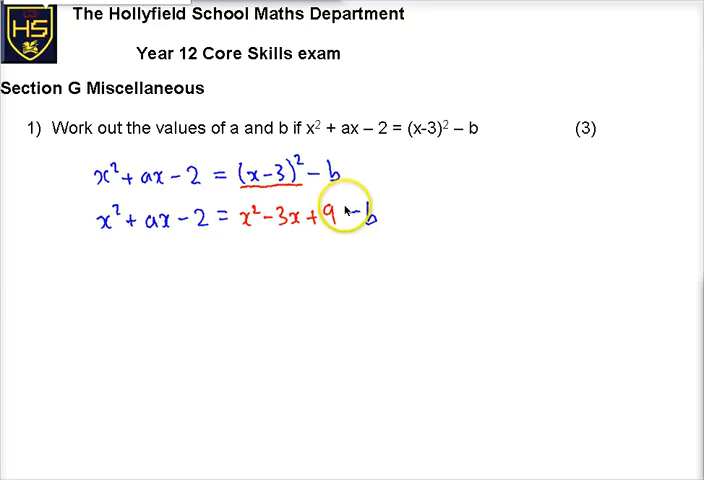 HS
The Hollyfield School Maths Department
Year 12 Core Skills exam
Section G Miscellaneous
1) Work out the values of a and b if x² + ax – 2 = (x-3)² – b (3)
x² + ax - 2 = (x-3)² - b
x² + ax - 2 = x² - 3x + 9 - b